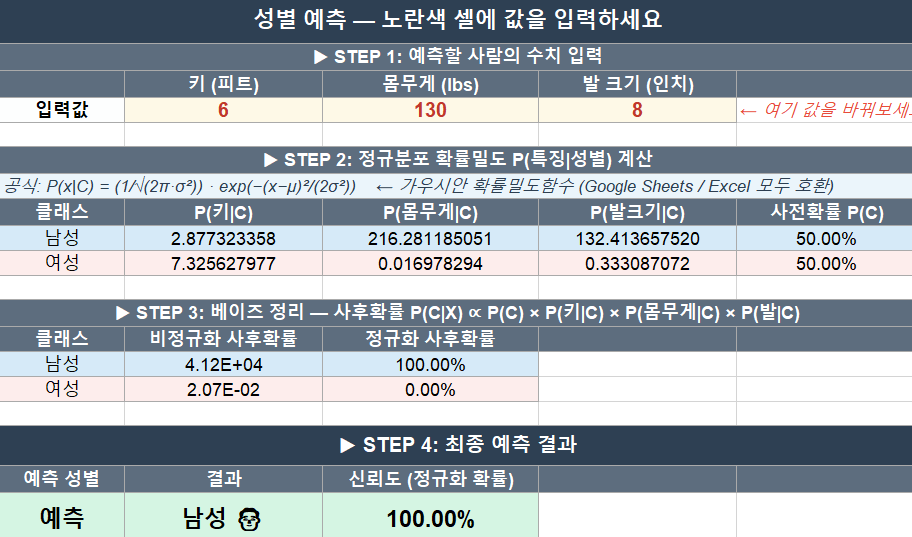 성별 예측 — 노란색 셀에 값을 입력하세요
▶ STEP 1: 예측할 사람의 수치 입력
키 (피트) 몸무게 (lbs) 발 크기 (인치)
입력값 6 130 8 ← 여기 값을 바꿔보세
▶ STEP 2: 정규분포 확률밀도 P(특징|성별) 계산
공식: P(x|C) = (1/√(2π·σ²)) · exp(−(x−μ)²/(2σ²)) ← 가우시안 확률밀도함수 (Google Sheets / Excel 모두 호환)
클래스 P(키|C) P(몸무게|C) P(발크기|C) 사전확률 P(C)
남성 2.877323358 216.281185051 132.413657520 50.00%
여성 7.325627977 0.016978294 0.333087072 50.00%
▶ STEP 3: 베이즈 정리 — 사후확률 P(C|X) ∝ P(C) × P(키|C) × P(몸무게|C) × P(발|C)
클래스 비정규화 사후확률 정규화 사후확률
남성 4.12E+04 100.00%
여성 2.07E-02 0.00%
▶ STEP 4: 최종 예측 결과
예측 성별 결과 신뢰도 (정규화 확률)
예측 남성 100.00%